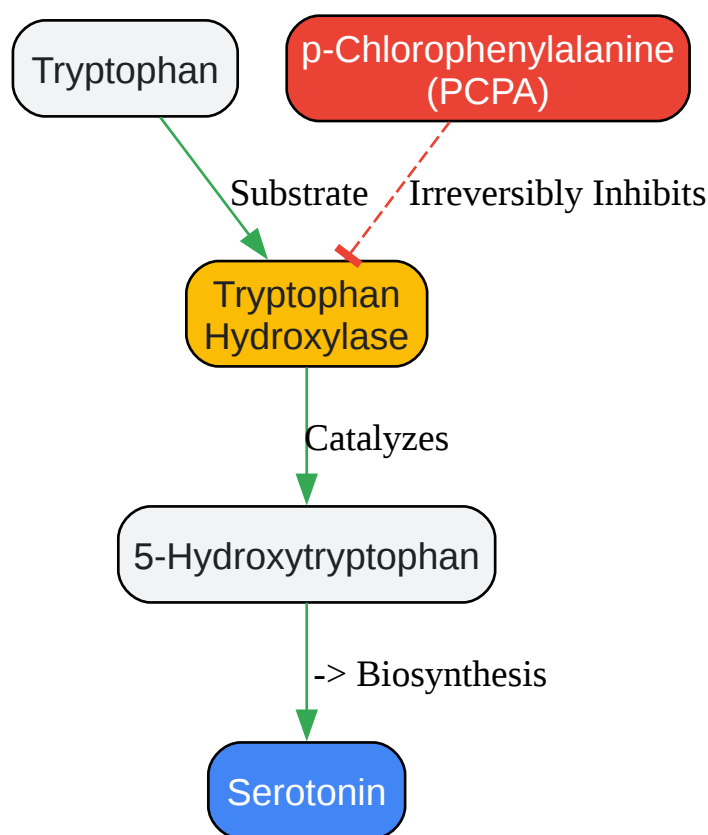 Tryptophan
p-Chlorophenylalanine
(PCPA)
Substrate
Irreversibly Inhibits
Tryptophan
Hydroxylase
Catalyzes
5-Hydroxytryptophan
-> Biosynthesis
Serotonin